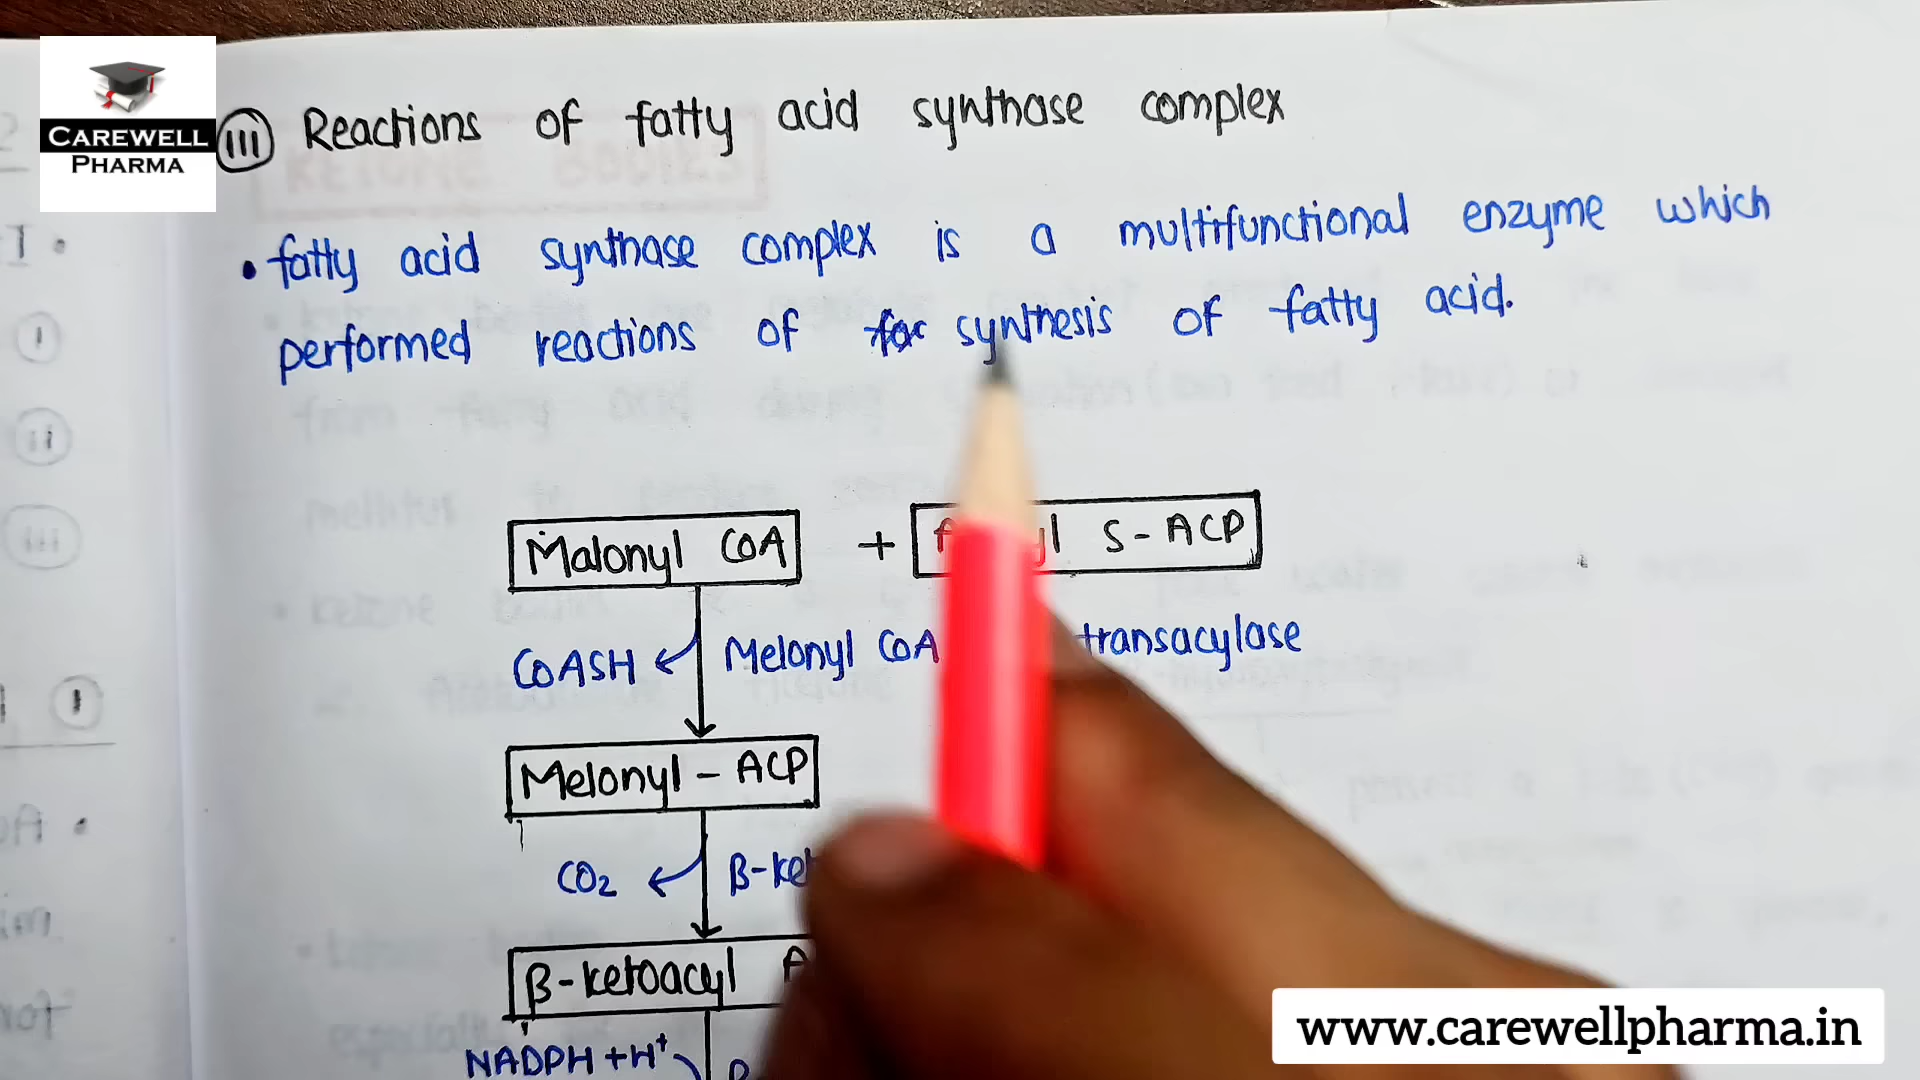 CAREWELL
PHARMA
III Reactions of fatty acid synthase complex
• fatty acid synthase complex is a multifunctional enzyme which
performed reactions of synthesis of fatty acid.
Malonyl COA + S-ACP
COASH Melonyl COA transacylase
Melonyl - ACP
CO2 β-ket
β-ketoacyl A
NADPH + H+
www.carewellpharma.in